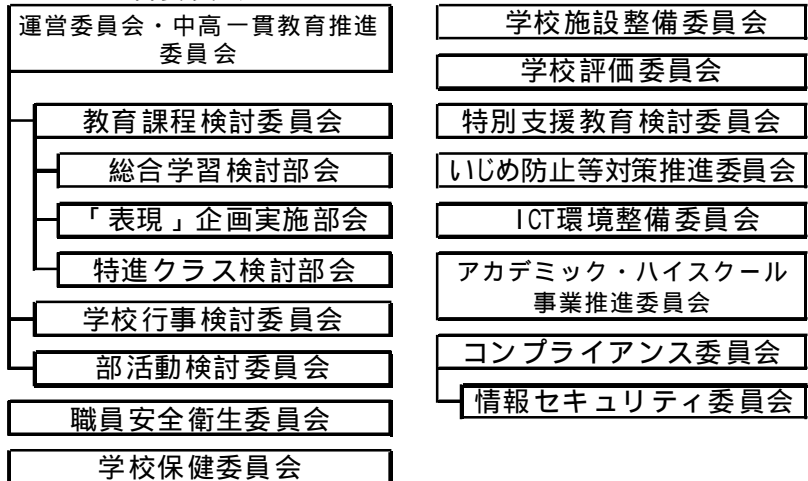 運営委員会・中高一貫教育推進
委員会
教育課程検討委員会
総合学習検討部会
「表現」企画実施部会
特進クラス検討部会
学校行事検討委員会
部活動検討委員会
職員安全衛生委員会
学校保健委員会
学校施設整備委員会
学校評価委員会
特別支援教育検討委員会
いじめ防止等対策推進委員会
ICT環境整備委員会
アカデミック・ハイスクール
事業推進委員会
コンプライアンス委員会
情報セキュリティ委員会